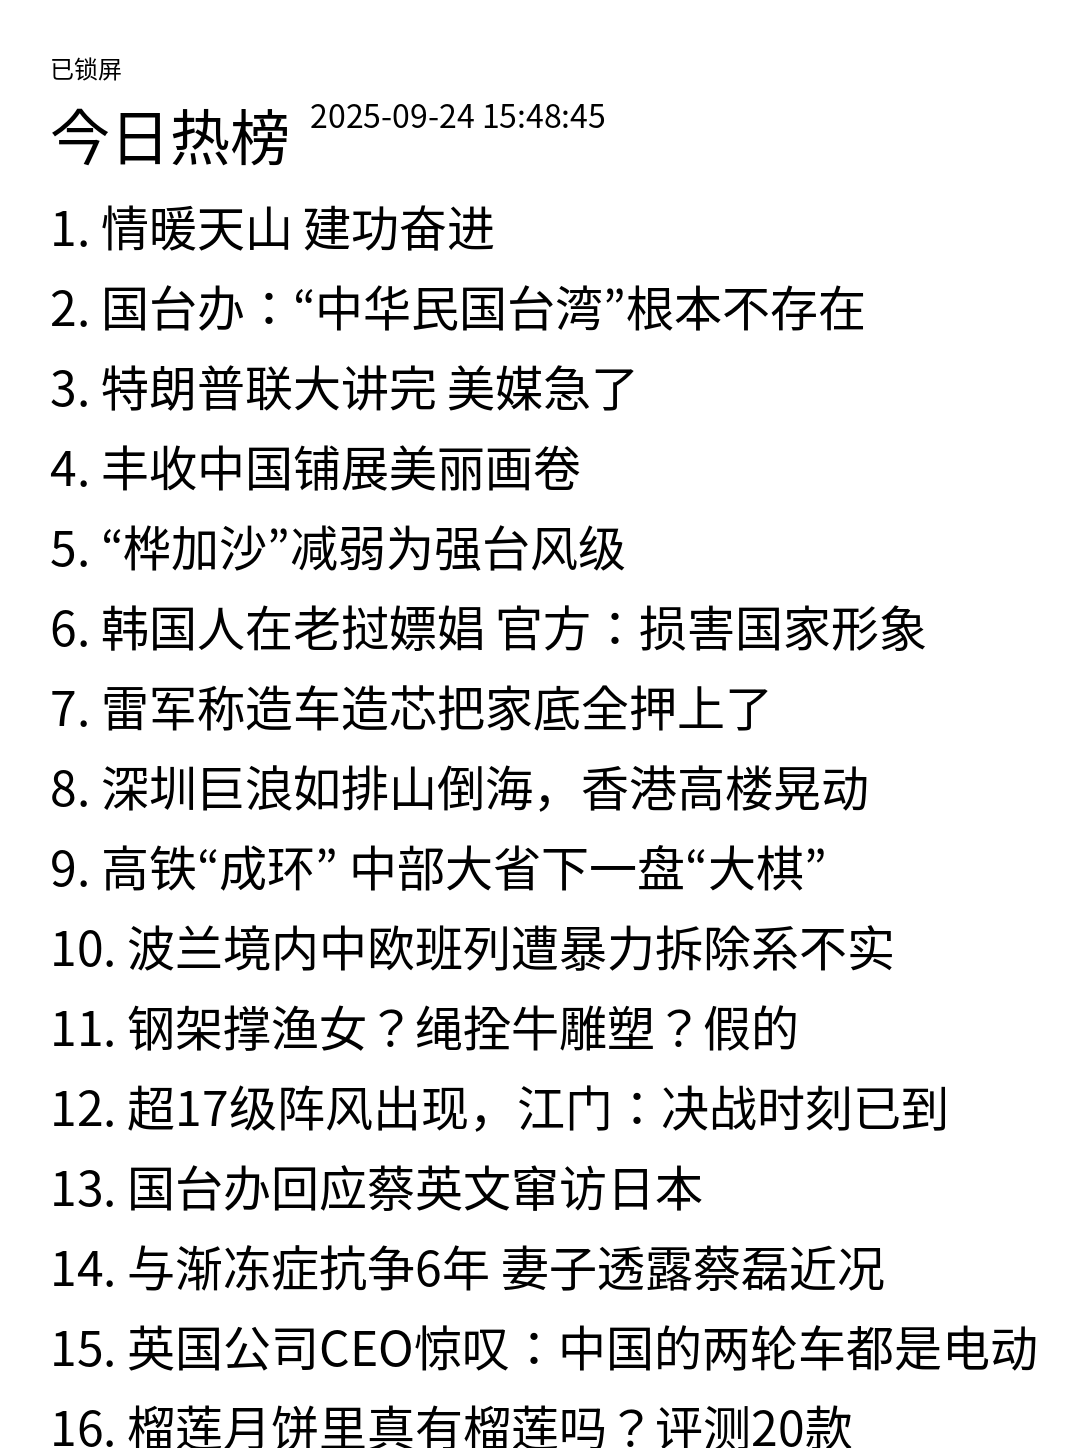 已锁屏
今日热榜 2025-09-24 15:48:45
1. 情暖天山 建功奋进
2. 国台办：“中华民国台湾”根本不存在
3. 特朗普联大讲完 美媒急了
4. 丰收中国铺展美丽画卷
5. “桦加沙”减弱为强台风级
6. 韩国人在老挝嫖娼 官方：损害国家形象
7. 雷军称造车造芯把家底全押上了
8. 深圳巨浪如排山倒海，香港高楼晃动
9. 高铁“成环” 中部大省下一盘“大棋”
10. 波兰境内中欧班列遭暴力拆除系不实
11. 钢架撑渔女？绳拴牛雕塑？假的
12. 超17级阵风出现，江门：决战时刻已到
13. 国台办回应蔡英文窜访日本
14. 与渐冻症抗争6年 妻子透露蔡磊近况
15. 英国公司CEO惊叹：中国的两轮车都是电动
16. 榴莲月饼里真有榴莲吗？评测20款